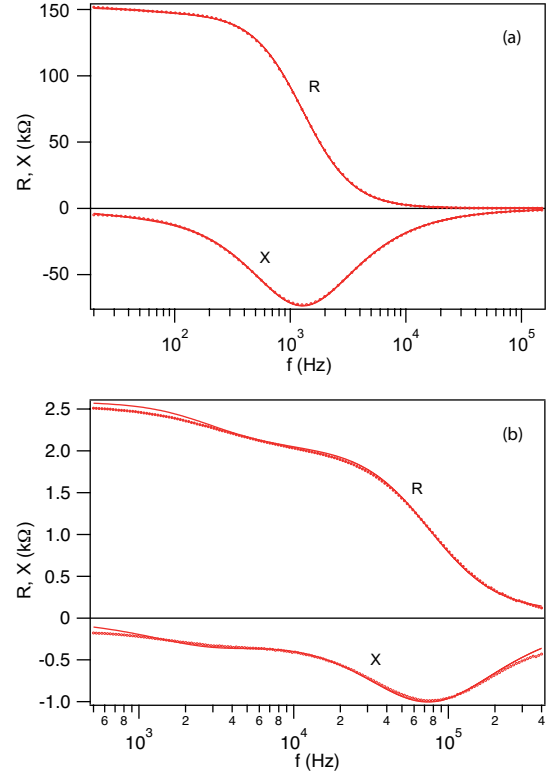 150
(a)
100
R
50
0
X
-50
R, X (kΩ)
10² 10³ 10⁴ 10⁵
f (Hz)
2.5
(b)
2.0
R
1.5
1.0
0.5
0
X
-0.5
-1.0
R, X (kΩ)
6 8 2 4 6 8 2 4 6 8 2 4
10³ 10⁴ 10⁵
f (Hz)